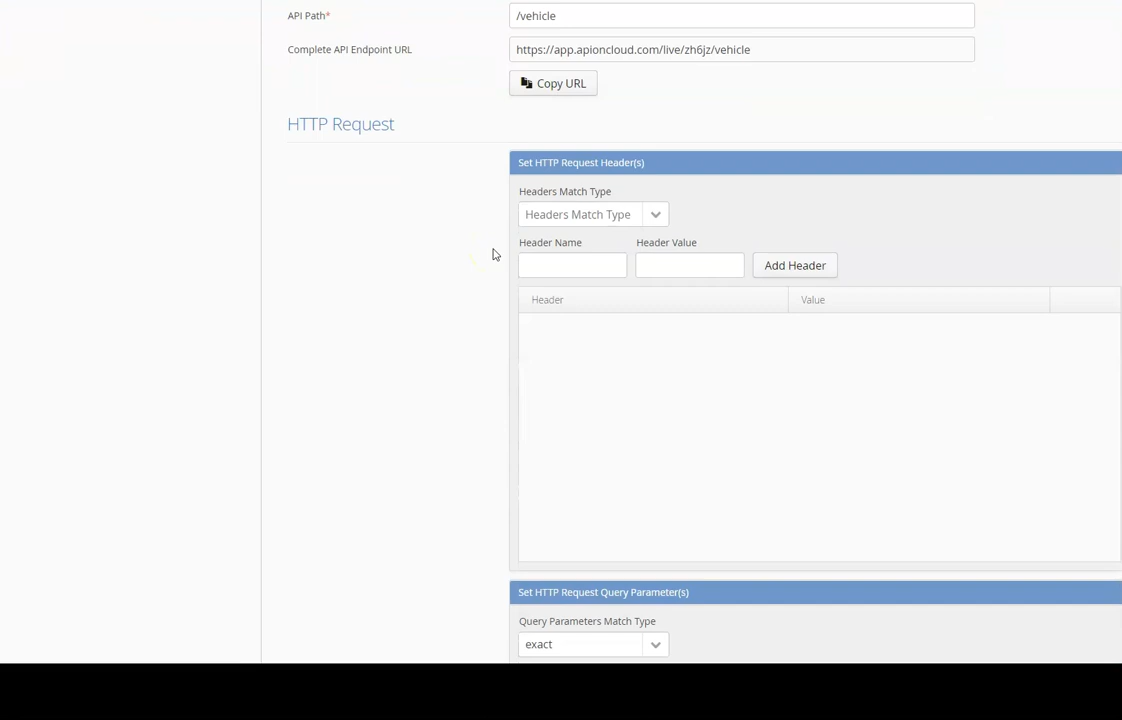 API Path*
/vehicle
Complete API Endpoint URL
https://app.apioncloud.com/live/zh6jz/vehicle
Copy URL
HTTP Request
Set HTTP Request Header(s)
Headers Match Type
Headers Match Type
Header Name Header Value
Add Header
Header Value
Set HTTP Request Query Parameter(s)
Query Parameters Match Type
exact